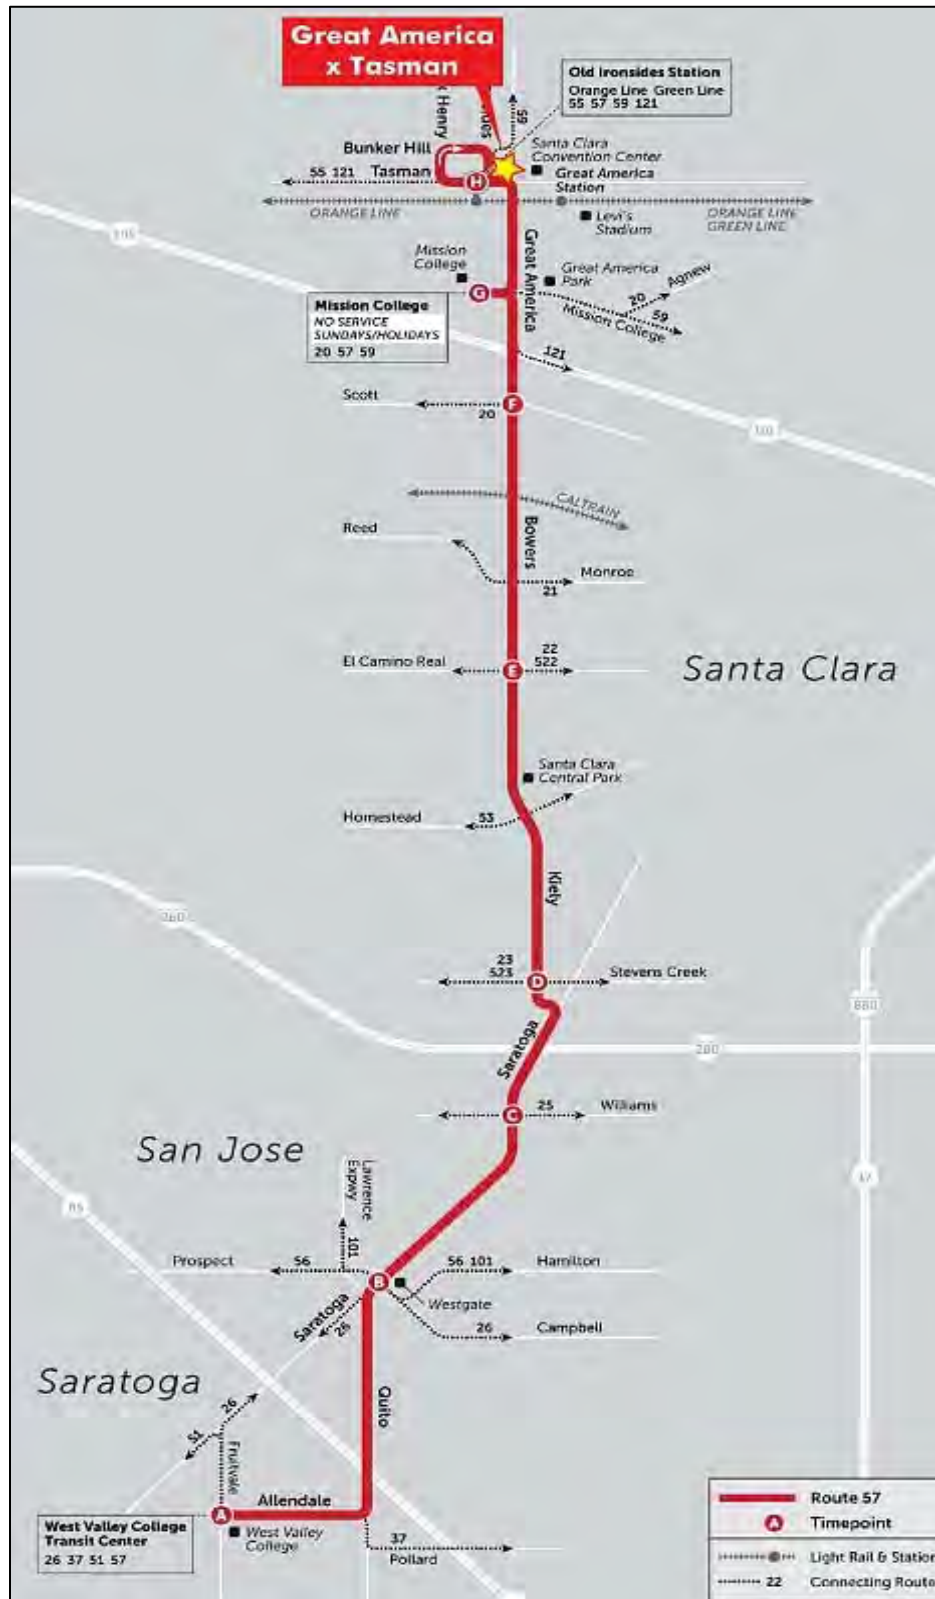 Great America
x Tasman
Henry
Old Ironsides Station
Orange Line Green Line
55 57 59 121
59
Bunker Hill
Santa Clara
Convention Center
55 121
Tasman
H
Great America
Station
ORANGE LINE
Levi's
Stadium
ORANGE LINE
GREEN LINE
Great America
Mission
College
Great America
Park
Agnew
20
59
Mission College
G
Mission College
NO SERVICE
SUNDAYS/HOLIDAYS
20 57 59
121
Scott
20
F
101
CALTRAIN
Reed
Bowers
Monroe
21
22
522
El Camino Real
E
Santa Clara
Santa Clara
Central Park
Homestead
53
Kiely
23
523
D
Stevens Creek
880
Saratoga
280
C
25
Williams
San Jose
Lawrence
Expwy
101
17
85
Prospect
56
56 101
Hamilton
B
Westgate
Saratoga
26
26
Campbell
Saratoga
Quito
26
51
Fruitvale
Allendale
A
West Valley College
Transit Center
26 37 51 57
West Valley
College
37
Pollard
Route 57
A
Timepoint
Light Rail & Station
22
Connecting Route